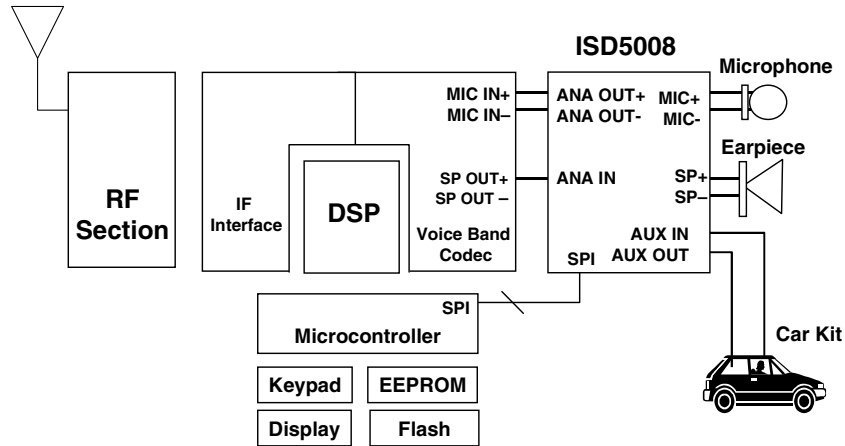 ISD5008
Microphone
MIC IN+
MIC IN–
ANA OUT+
ANA OUT-
MIC+
MIC-
Earpiece
SP OUT+
SP OUT –
ANA IN
SP+
SP–
RF
Section
IF
Interface
DSP
Voice Band
Codec
AUX IN
AUX OUT
SPI
SPI
Microcontroller
Car Kit
Keypad
EEPROM
Display
Flash